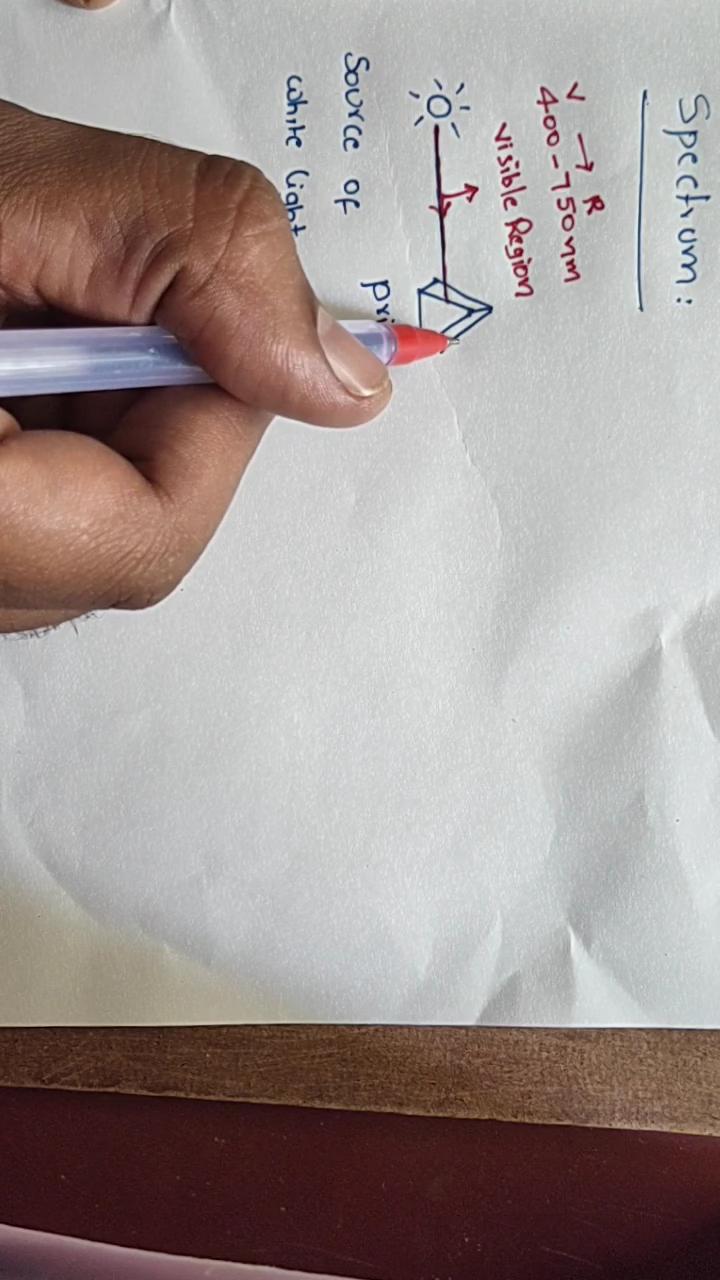 Spectrum:
V → R
400-750nm
visible Region
Source of
white light